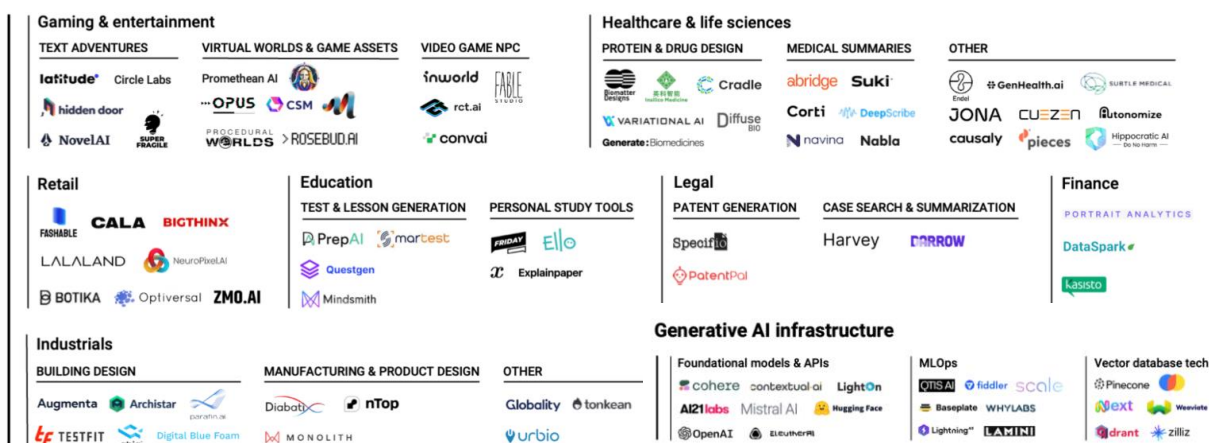 Gaming & entertainment
TEXT ADVENTURES
latitude
Circle Labs
hidden door
NovelAI
SUPER
FRAGILE
VIRTUAL WORLDS & GAME ASSETS
Promethean AI
OPUS
CSM
PROCEDURAL
WORLDS
ROSEBUD.AI
VIDEO GAME NPC
inworld
FABLE
STUDIO
rct.ai
convai
Healthcare & life sciences
PROTEIN & DRUG DESIGN
Biomatter
Designs
英科智能
Insilico Medicine
Cradle
VARIATIONAL AI
Diffuse
BIO
Generate:Biomedicines
MEDICAL SUMMARIES
abridge
Suki
Corti
DeepScribe
navina
Nabla
OTHER
Endel
GenHealth.ai
SUBTLE MEDICAL
JONA
CUEZEN
Autonomize
causaly
pieces
Hippocratic AI
Do No Harm
Retail
FASHABLE
CALA
BIGTHINX
LALALAND
NeuroPixel.AI
BOTIKA
Optiversal
ZMO.AI
Education
TEST & LESSON GENERATION
PrepAI
smartest
Questgen
Mindsmith
PERSONAL STUDY TOOLS
FRIDAY
Ello
Explainpaper
Legal
PATENT GENERATION
Specifio
PatentPal
CASE SEARCH & SUMMARIZATION
Harvey
DARROW
Finance
PORTRAIT ANALYTICS
DataSpark
kasisto
Industrials
BUILDING DESIGN
Augmenta
Archistar
parafin.ai
TESTFIT
Digital Blue Foam
MANUFACTURING & PRODUCT DESIGN
Diabatix
nTop
MONOLITH
OTHER
Globality
tonkean
urbio
Generative AI infrastructure
Foundational models & APIs
cohere
contextual ai
LightOn
AI21labs
Mistral AI
Hugging Face
OpenAI
EleutherAI
MLOps
QTIS AI
fiddler
scale
Baseplate
WHYLABS
Lightning
LAMINI
Vector database tech
Pinecone
Next
Weaviate
drant
zilliz